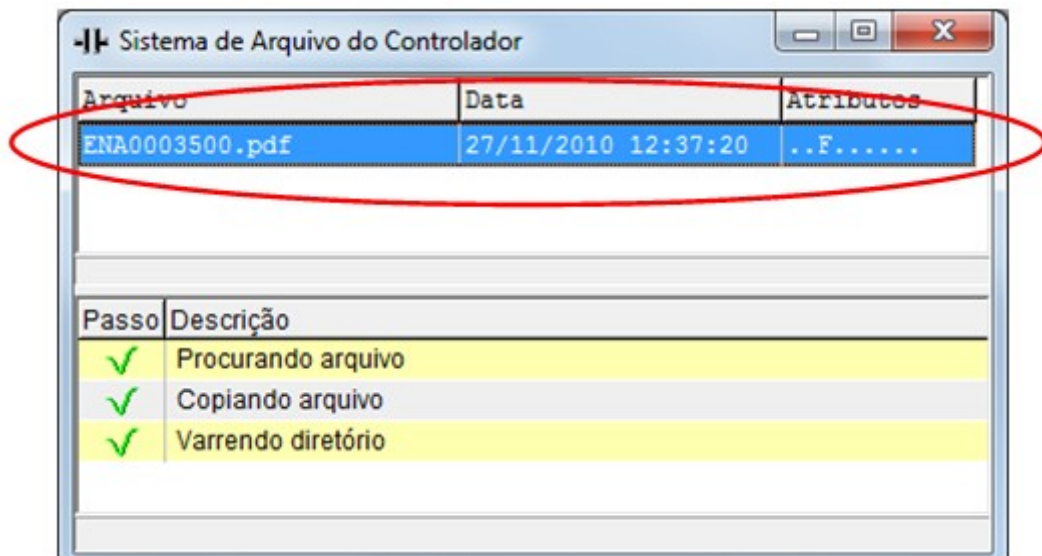 Sistema de Arquivo do Controlador
Arquivo Data Atributos
ENA0003500.pdf 27/11/2010 12:37:20 ..F......
Passo Descrição
Procurando arquivo
Copiando arquivo
Varrendo diretório